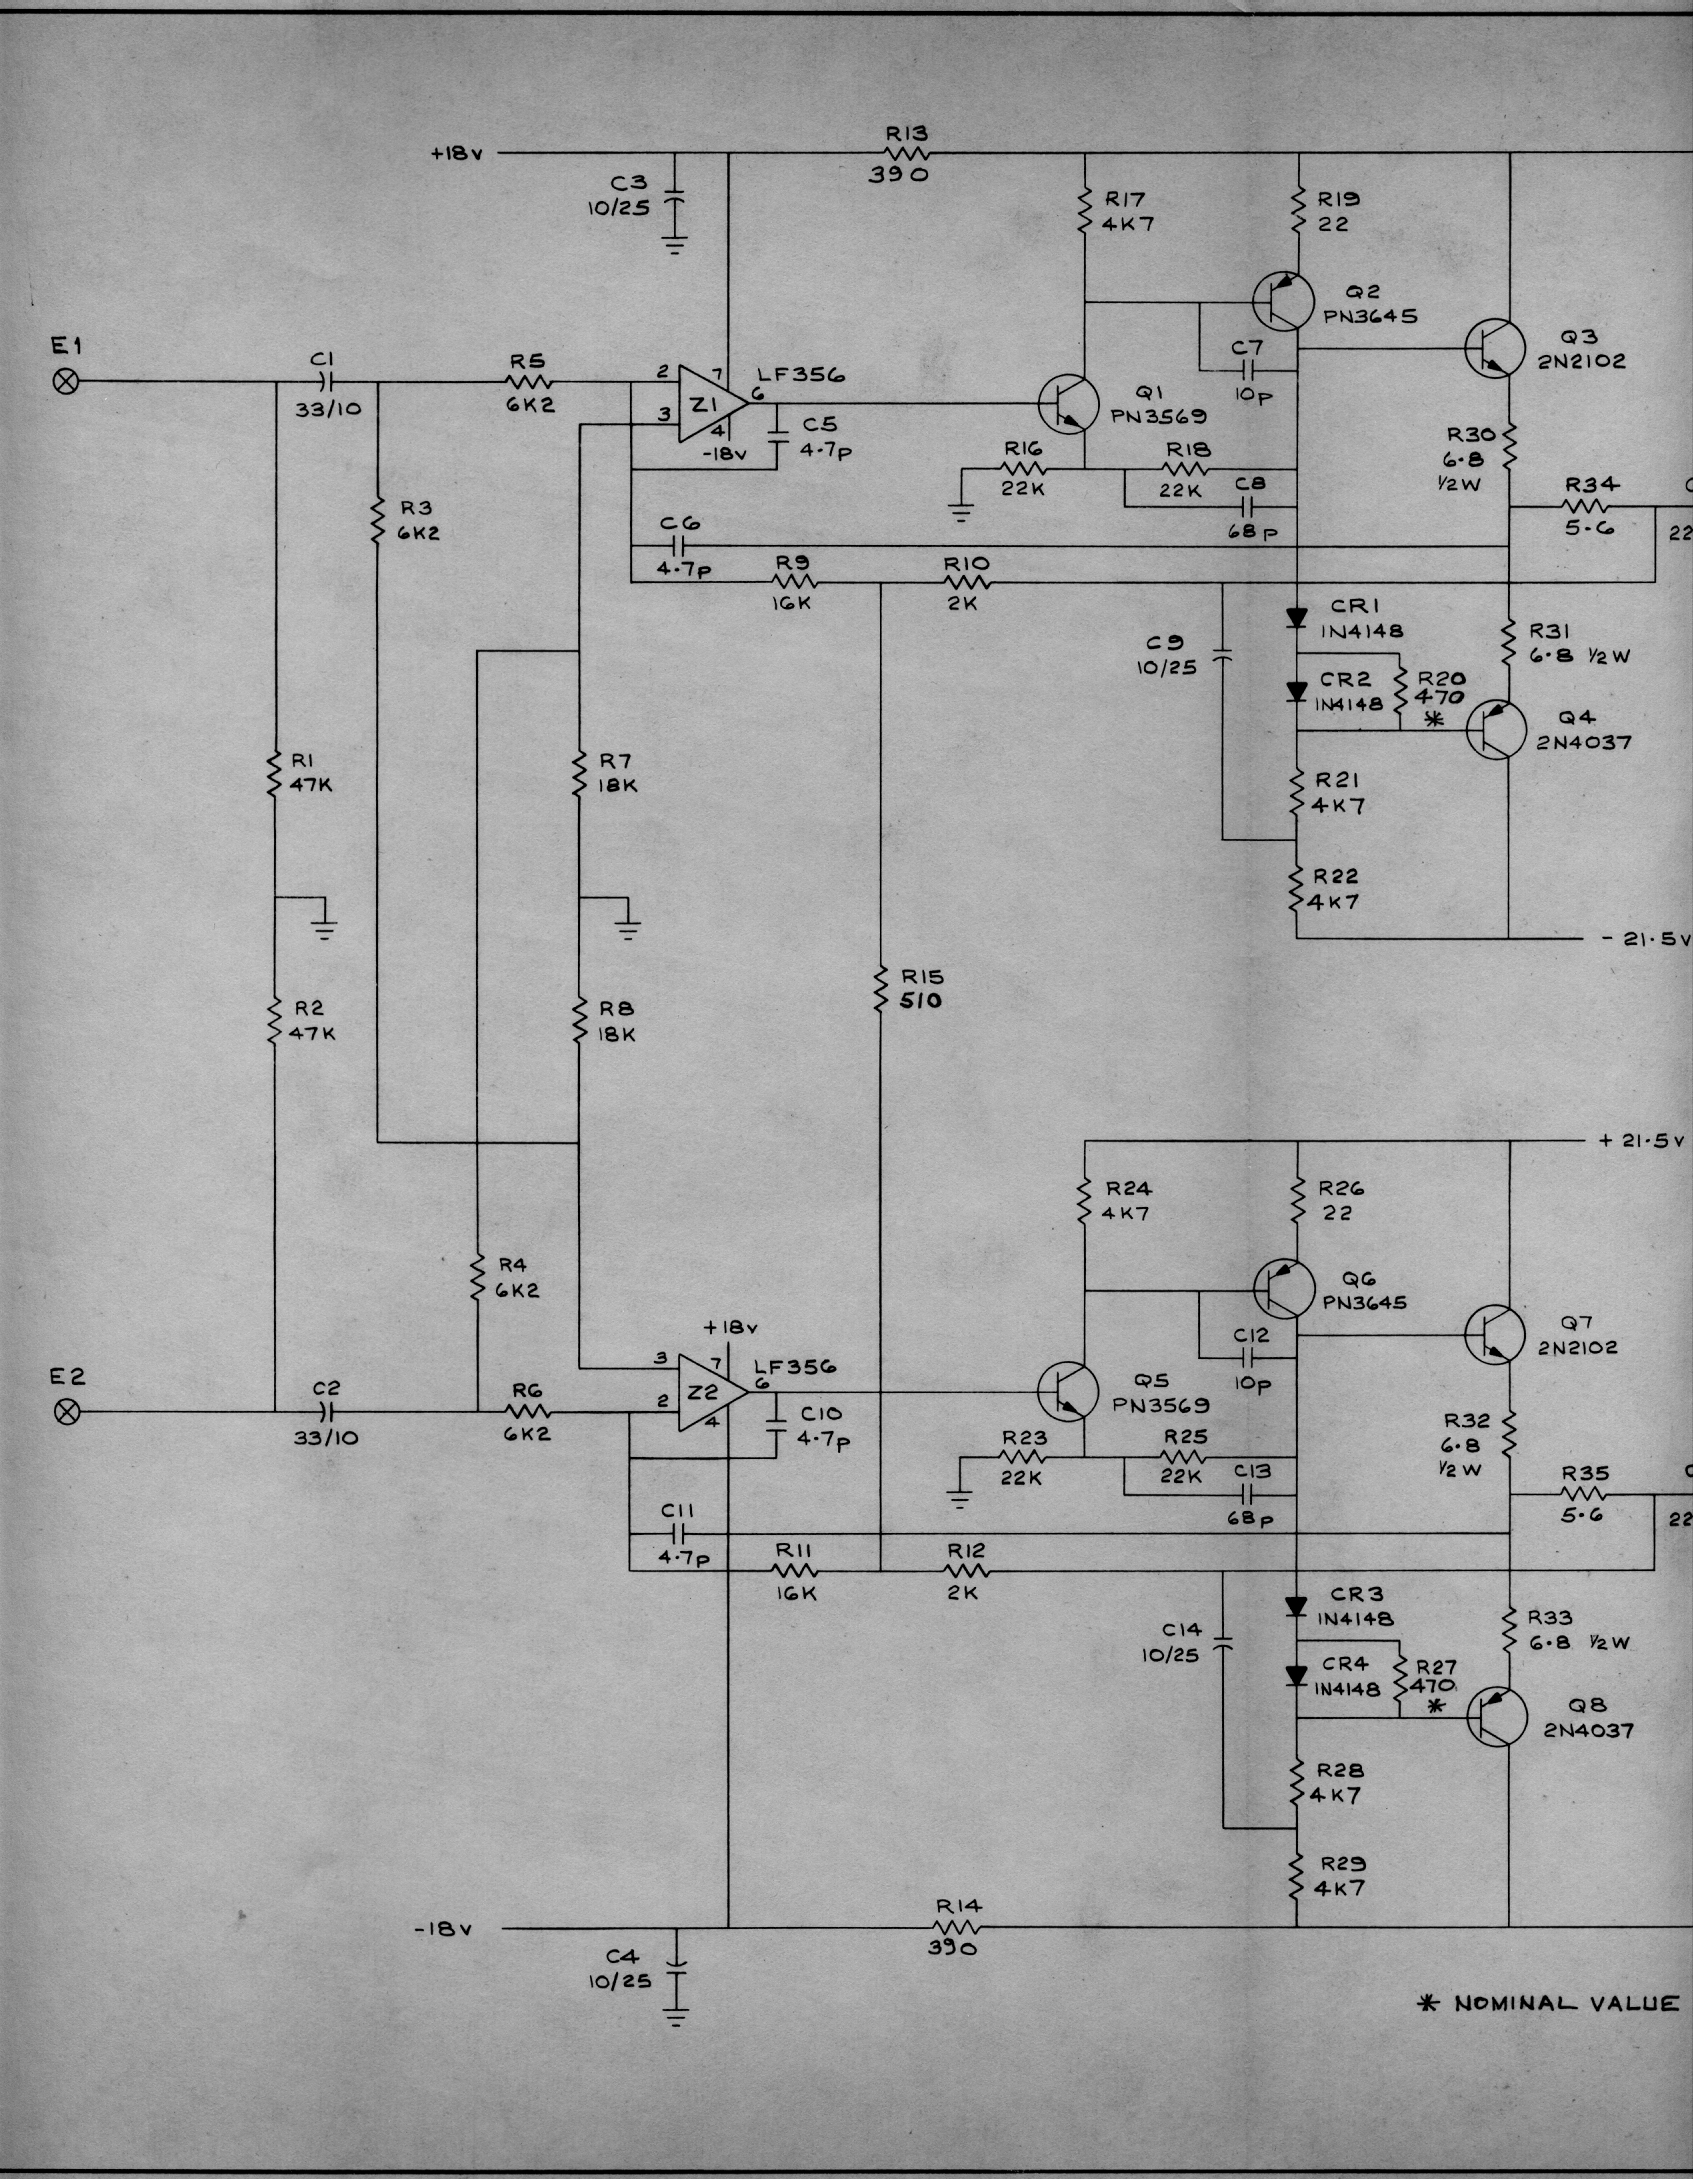 +18v
R13
390
C3
10/25
R17
4K7
R19
22
Q2
PN3645
E1
C1
33/10
R5
6K2
2
3
7
Z1
6
4
-18v
LF356
C5
4.7p
Q1
PN3569
C7
10p
Q3
2N2102
R16
22K
R18
22K
C8
68p
R30
6.8
½W
R34
5.6
22
R3
6K2
C6
4.7p
R9
16K
R10
2K
CR1
1N4148
C9
10/25
CR2
1N4148
R20
470
*
R31
6.8 ½W
Q4
2N4037
R1
47K
R7
18K
R21
4K7
R22
4K7
- 21.5v
R2
47K
R8
18K
R15
510
+ 21.5v
R24
4K7
R26
22
R4
6K2
Q6
PN3645
+18v
E2
C2
33/10
R6
6K2
3
2
7
Z2
6
4
LF356
C10
4.7p
Q5
PN3569
C12
10p
Q7
2N2102
R23
22K
R25
22K
C13
68p
R32
6.8
½W
R35
5.6
22
C11
4.7p
R11
16K
R12
2K
CR3
1N4148
C14
10/25
CR4
1N4148
R27
470
*
R33
6.8 ½W
Q8
2N4037
R28
4K7
R29
4K7
-18v
R14
390
C4
10/25
* NOMINAL VALUE